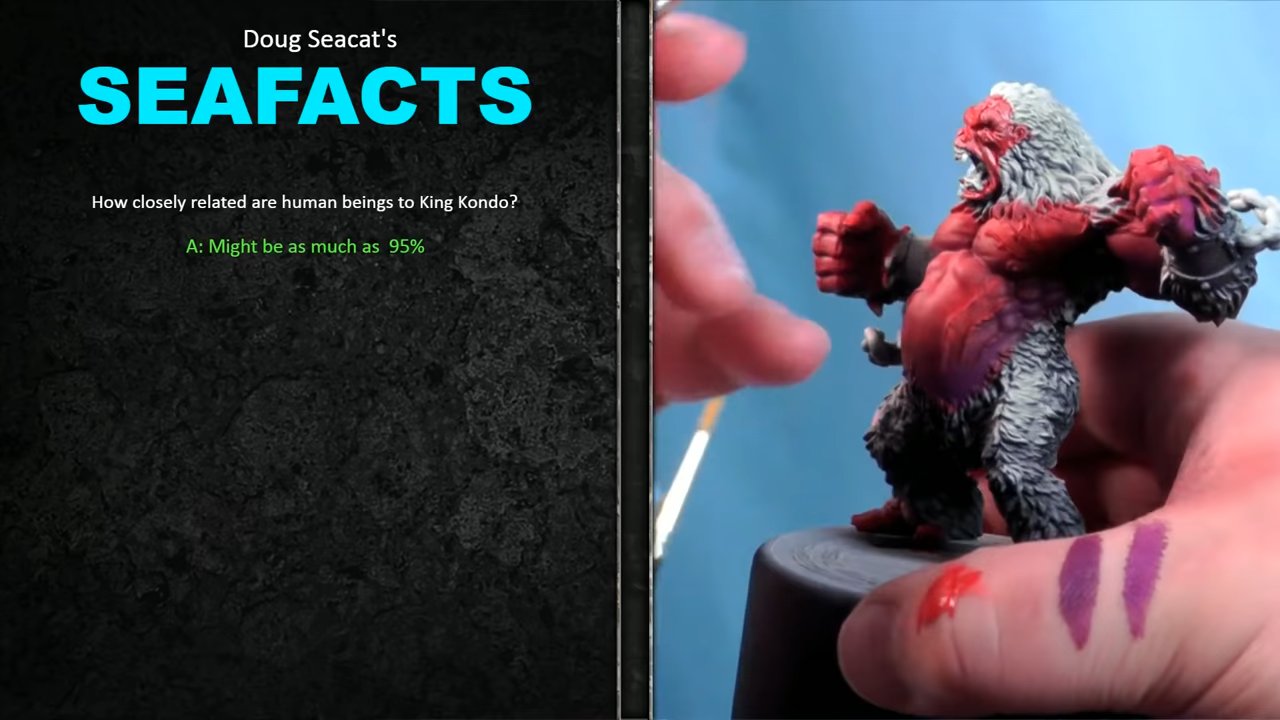 Doug Seacat's
SEAFACTS
How closely related are human beings to King Kondo?
A: Might be as much as  95%